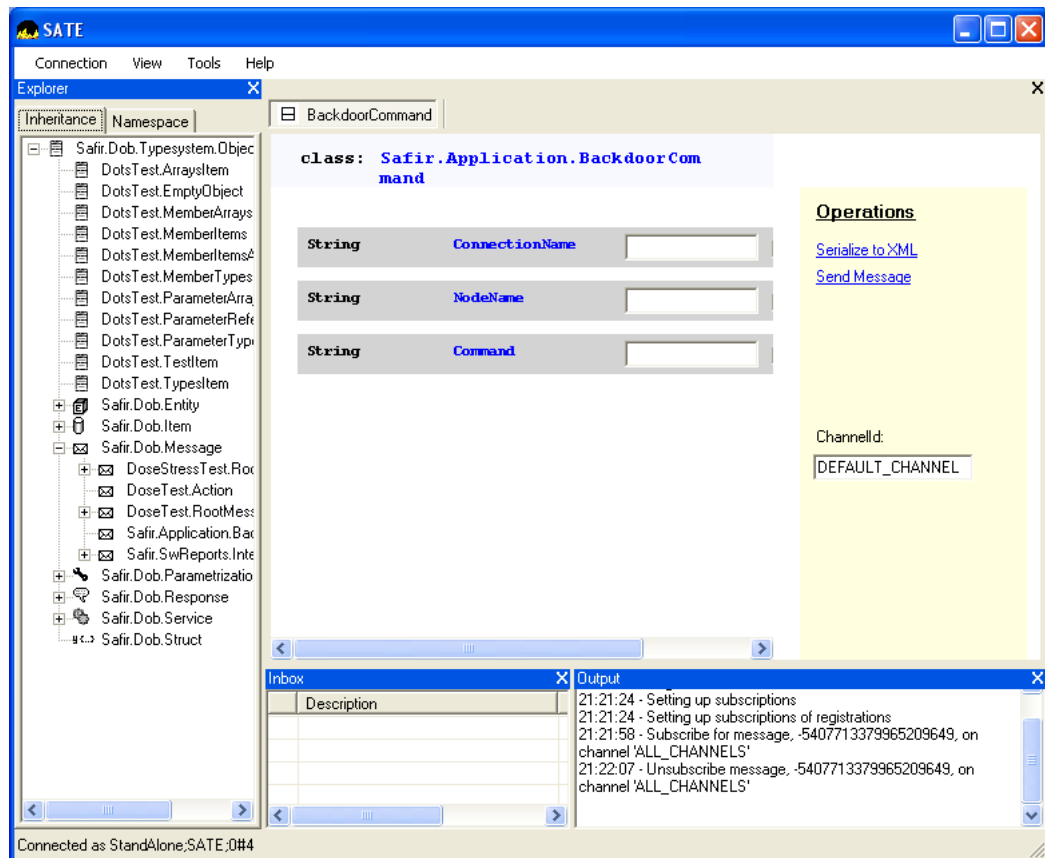 SATE
Connection View Tools Help
Explorer
Inheritance Namespace
Safir.Dob.Typesystem.Objec
DotsTest.ArraysItem
DotsTest.EmptyObject
DotsTest.MemberArrays
DotsTest.MemberItems
DotsTest.MemberItemsA
DotsTest.MemberTypes
DotsTest.ParameterArra
DotsTest.ParameterRefe
DotsTest.ParameterType
DotsTest.TestItem
DotsTest.TypesItem
Safir.Dob.Entity
Safir.Dob.Item
Safir.Dob.Message
DoseStressTest.Roo
DoseTest.Action
DoseTest.RootMess
Safir.Application.Bac
Safir.SwReports.Inte
Safir.Dob.Parametrizatio
Safir.Dob.Response
Safir.Dob.Service
Safir.Dob.Struct
BackdoorCommand
class: Safir.Application.BackdoorCom
mand
String ConnectionName
String NodeName
String Command
Operations
Serialize to XML
Send Message
ChannelId:
DEFAULT_CHANNEL
Inbox
Description
Output
21:21:24 - Setting up subscriptions
21:21:24 - Setting up subscriptions of registrations
21:21:58 - Subscribe for message, -5407713379965209649, on
channel 'ALL_CHANNELS'
21:22:07 - Unsubscribe message, -5407713379965209649, on
channel 'ALL_CHANNELS'
Connected as StandAlone;SATE;0#4